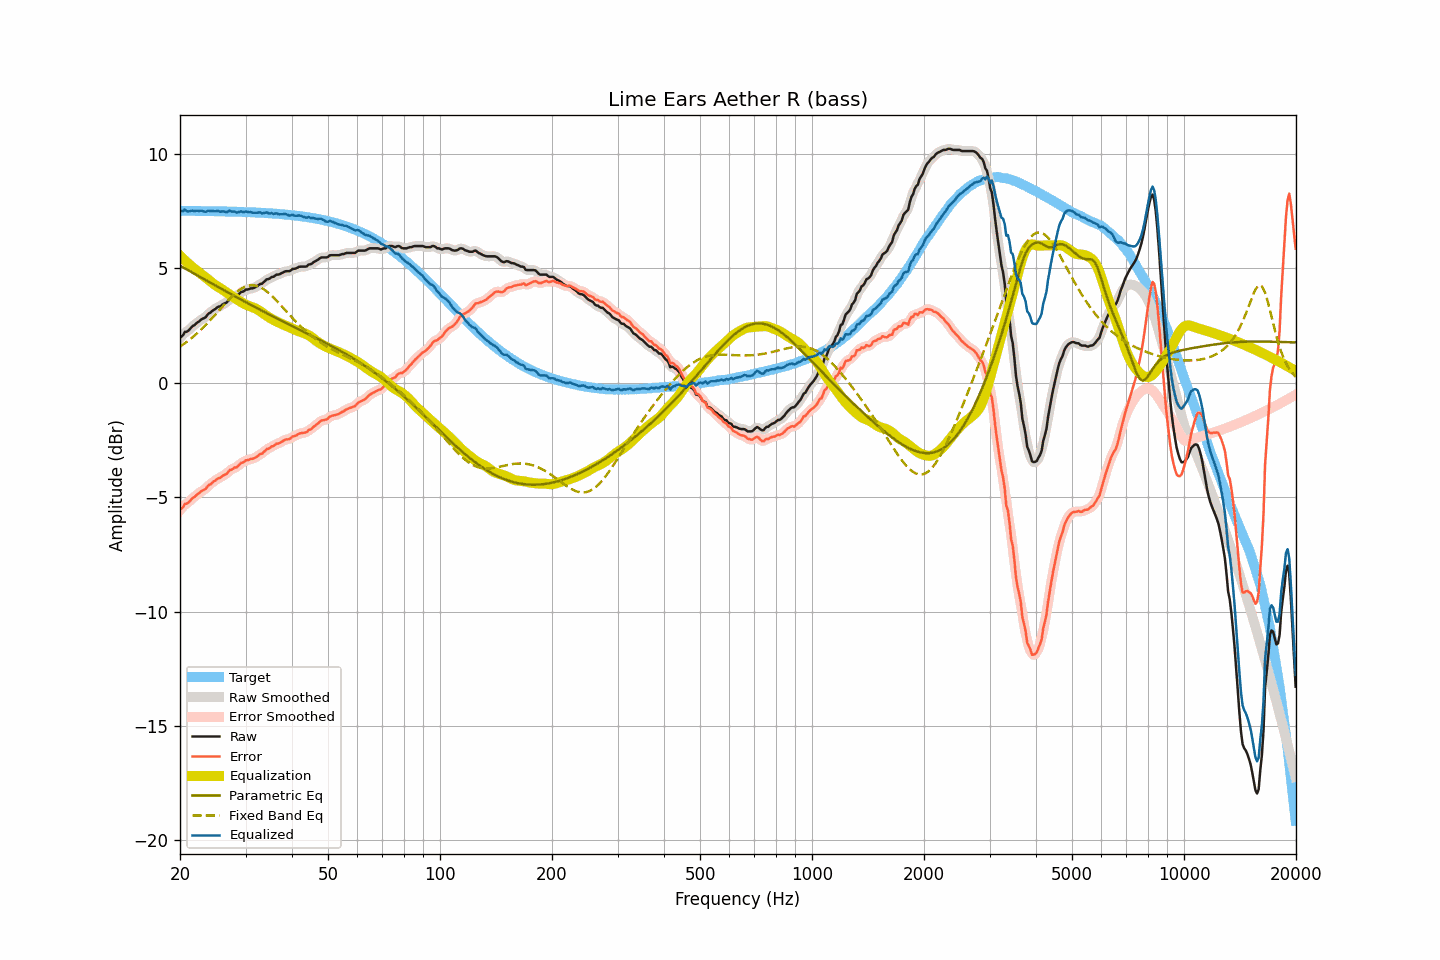 Lime Ears Aether R (bass)
10
5
0
−5
−10
−15
−20
Amplitude (dBr)
Target
Raw Smoothed
Error Smoothed
Raw
Error
Equalization
Parametric Eq
Fixed Band Eq
Equalized
20 50 100 200 500 1000 2000 5000 10000 20000
Frequency (Hz)